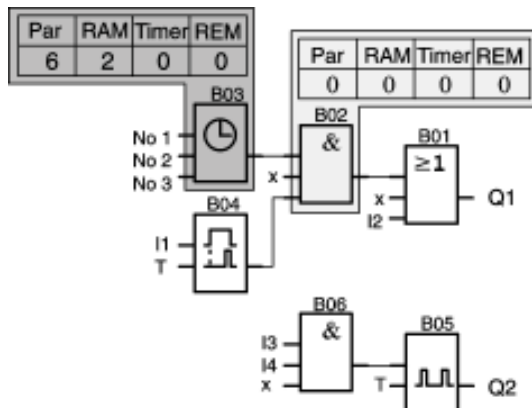 Par RAM Timer REM
6 2 0 0
Par RAM Timer REM
0 0 0 0
B03
No 1
No 2
No 3
B02
&
x
B01
≥1
x
I2
Q1
B04
I1
T
B06
&
I3
I4
x
B05
T
Q2